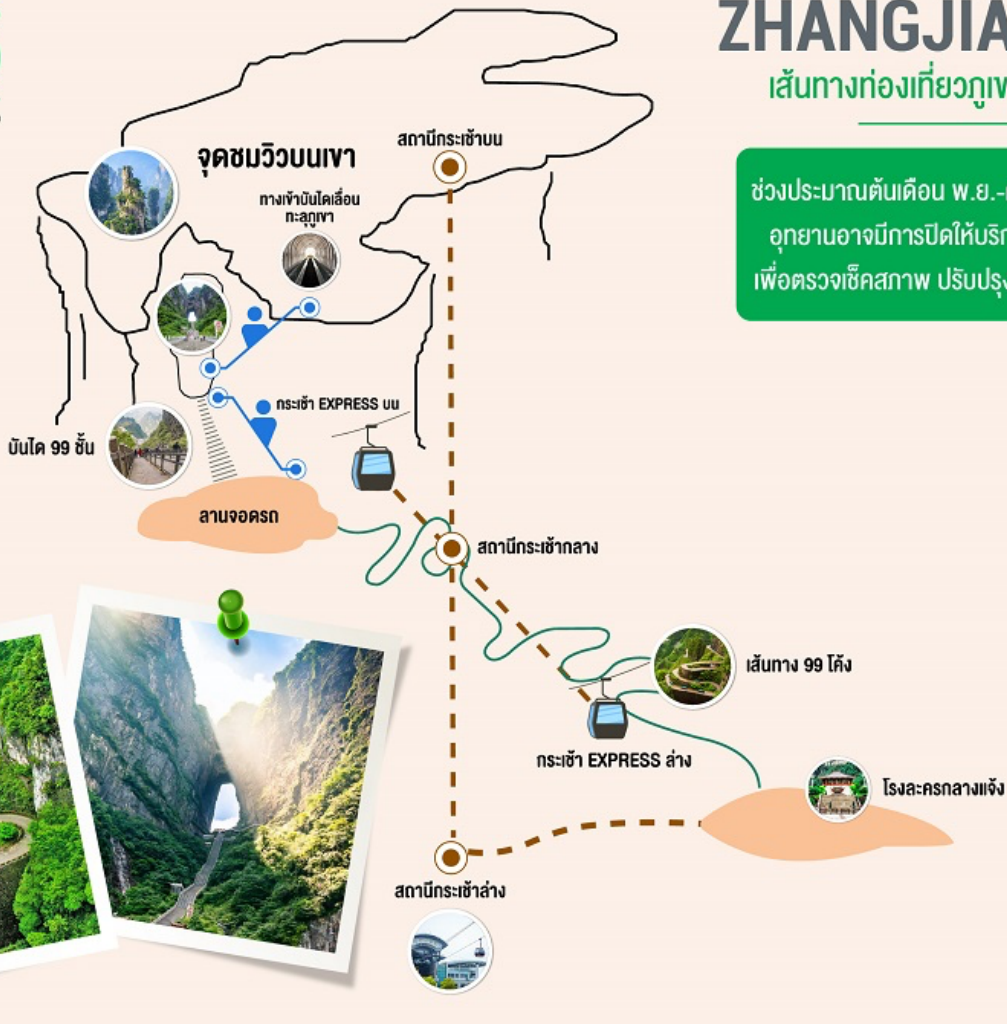 ZHANGJIA
เส้นทางท่องเที่ยวภูเข
ช่วงประมาณต้นเดือน พ.ย.-
อุทยานอาจมีการปิดให้บริก
เพื่อตรวจเช็คสภาพ ปรับปรุง
สถานีกระเช้าบน
จุดชมวิวบนเขา
ทางเข้าบันไดเลื่อน
ทะลุภูเขา
กระเช้า EXPRESS บน
บันได 99 ชั้น
ลานจอดรถ
สถานีกระเช้ากลาง
เส้นทาง 99 โค้ง
กระเช้า EXPRESS ล่าง
โรงละครกลางแจ้ง
สถานีกระเช้าล่าง